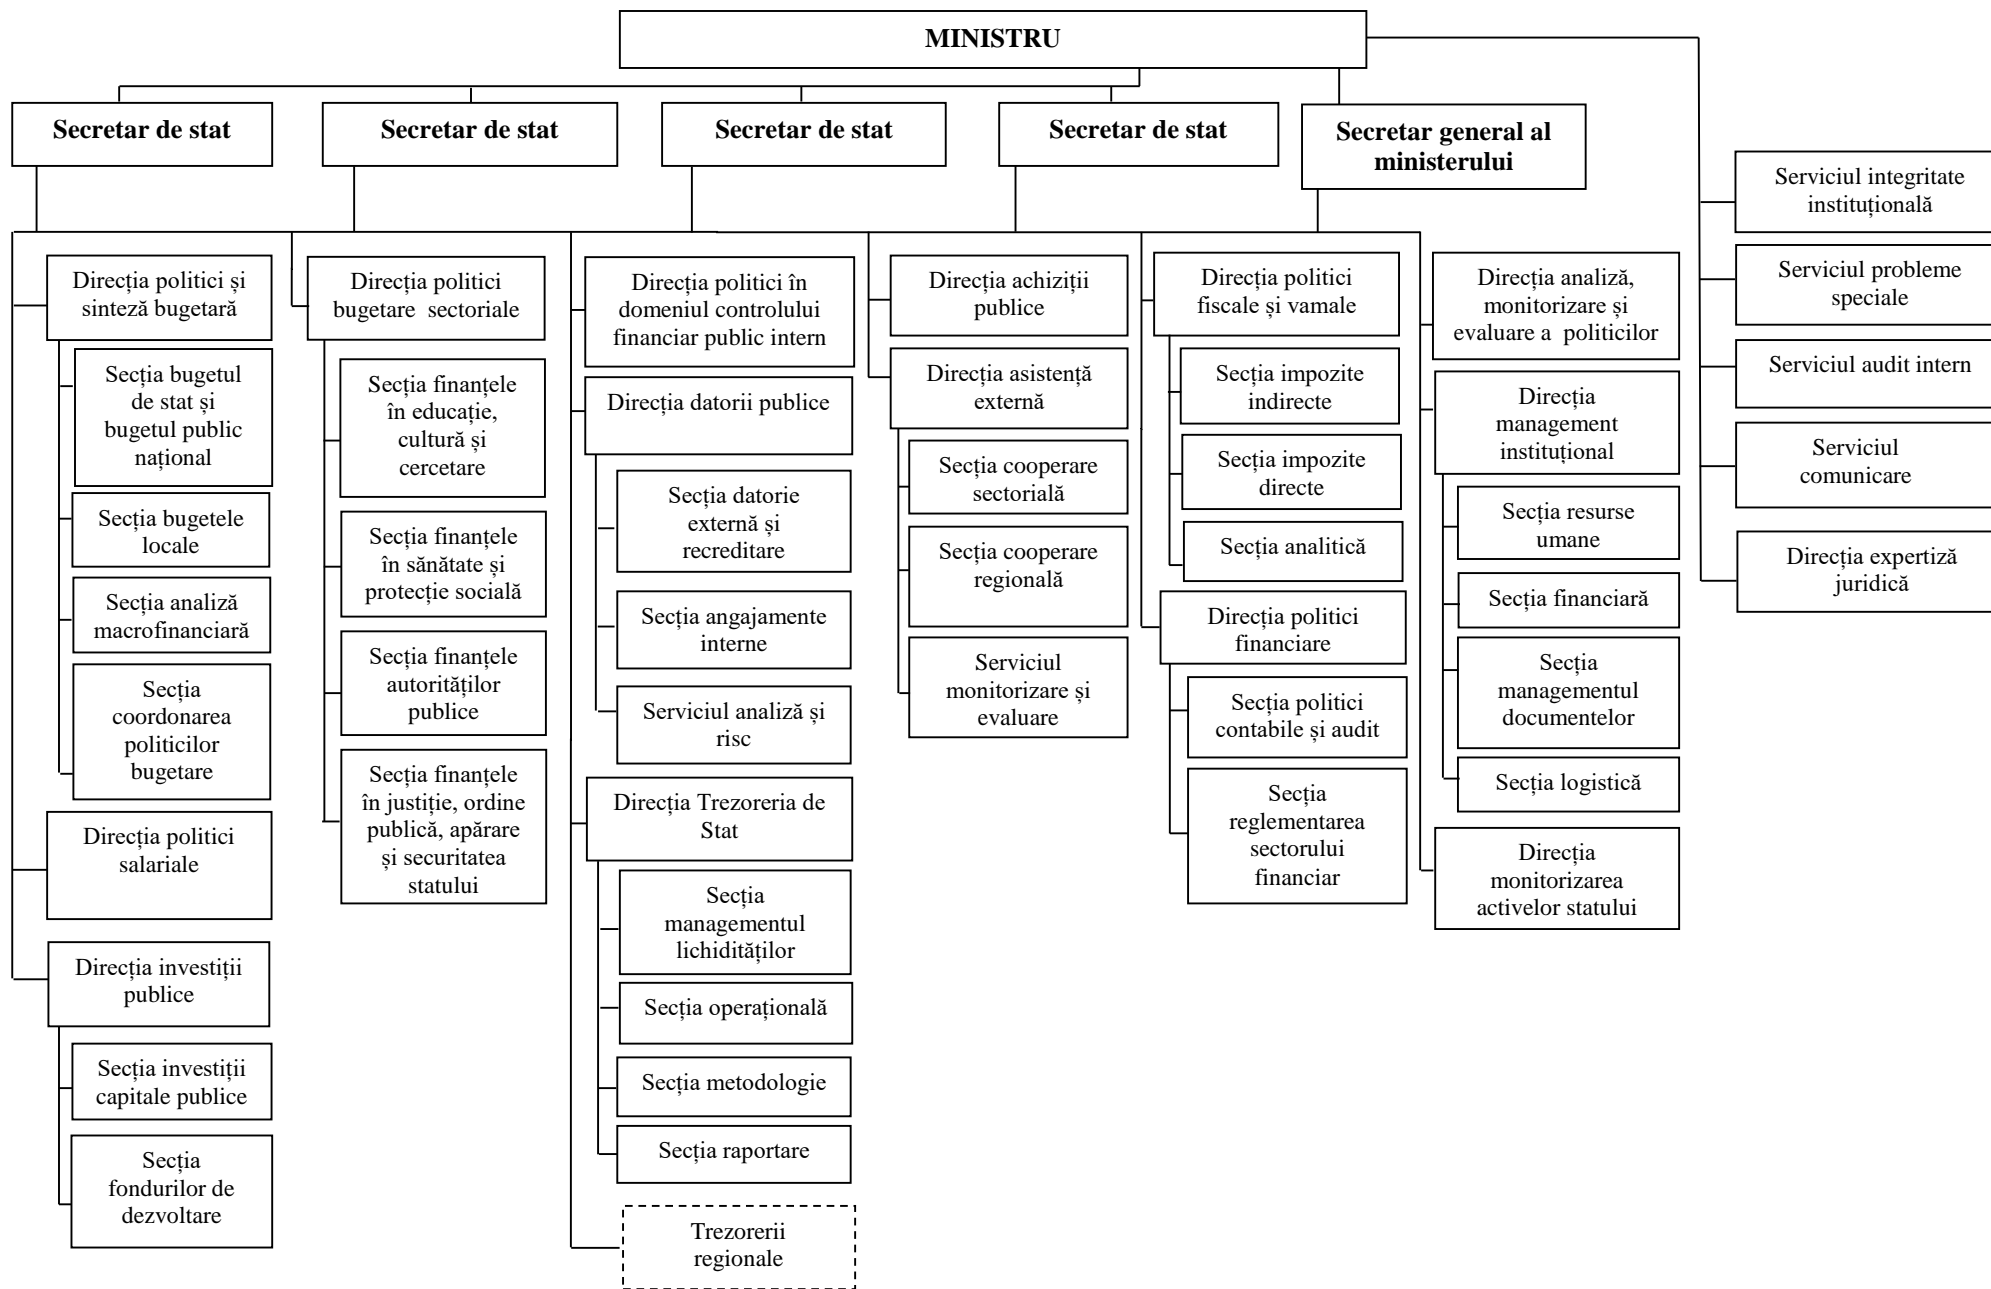 MINISTRU
Secretar de stat
Secretar de stat
Secretar de stat
Secretar de stat
Secretar general al
ministerului
Serviciul integritate
instituțională
Serviciul probleme
speciale
Serviciul audit intern
Serviciul
comunicare
Direcția expertiză
juridică
Direcția politici și
sinteză bugetară
Secția bugetul
de stat și
bugetul public
național
Secția bugetele
locale
Secția analiză
macrofinanciară
Secția
coordonarea
politicilor
bugetare
Direcția politici
salariale
Direcția investiții
publice
Secția investiții
capitale publice
Secția
fondurilor de
dezvoltare
Direcția politici
bugetare sectoriale
Secția finanțele
în educație,
cultură și
cercetare
Secția finanțele
în sănătate și
protecție socială
Secția finanțele
autorităților
publice
Secția finanțele
în justiție, ordine
publică, apărare
și securitatea
statului
Direcția politici în
domeniul controlului
financiar public intern
Direcția datorii publice
Secția datorie
externă și
recreditare
Secția angajamente
interne
Serviciul analiză și
risc
Direcția Trezoreria de
Stat
Secția
managementul
lichidităților
Secția operațională
Secția metodologie
Secția raportare
Trezorerii
regionale
Direcția achiziții
publice
Direcția asistență
externă
Secția cooperare
sectorială
Secția cooperare
regională
Serviciul
monitorizare și
evaluare
Direcția politici
fiscale și vamale
Secția impozite
indirecte
Secția impozite
directe
Secția analitică
Direcția politici
financiare
Secția politici
contabile și audit
Secția
reglementarea
sectorului
financiar
Direcția analiză,
monitorizare și
evaluare a politicilor
Direcția
management
instituțional
Secția resurse
umane
Secția financiară
Secția
managementul
documentelor
Secția logistică
Direcția
monitorizarea
activelor statului